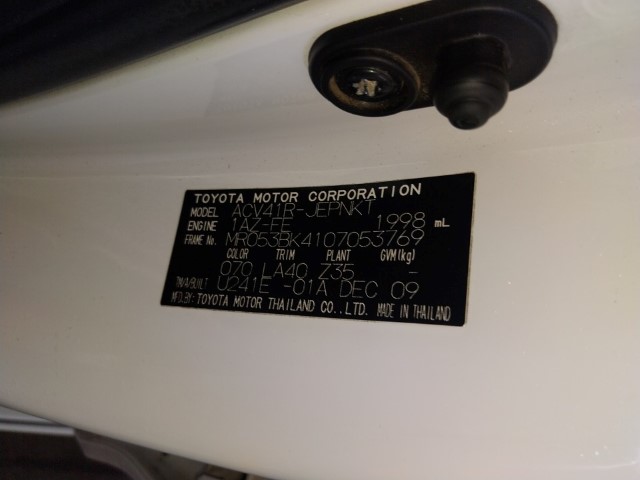 TOYOTA MOTOR CORPORATION
MODEL ACV41R-JEPNKT
ENGINE 1AZ-FE 1998 mL
FRAME No. MR053BK4107053769
COLOR TRIM PLANT GVM(kg)
070 LA40 Z35 -
TM/A/BUILT U241E -01A DEC 09
MFD.BY: TOYOTA MOTOR THAILAND CO.,LTD. MADE IN THAILAND